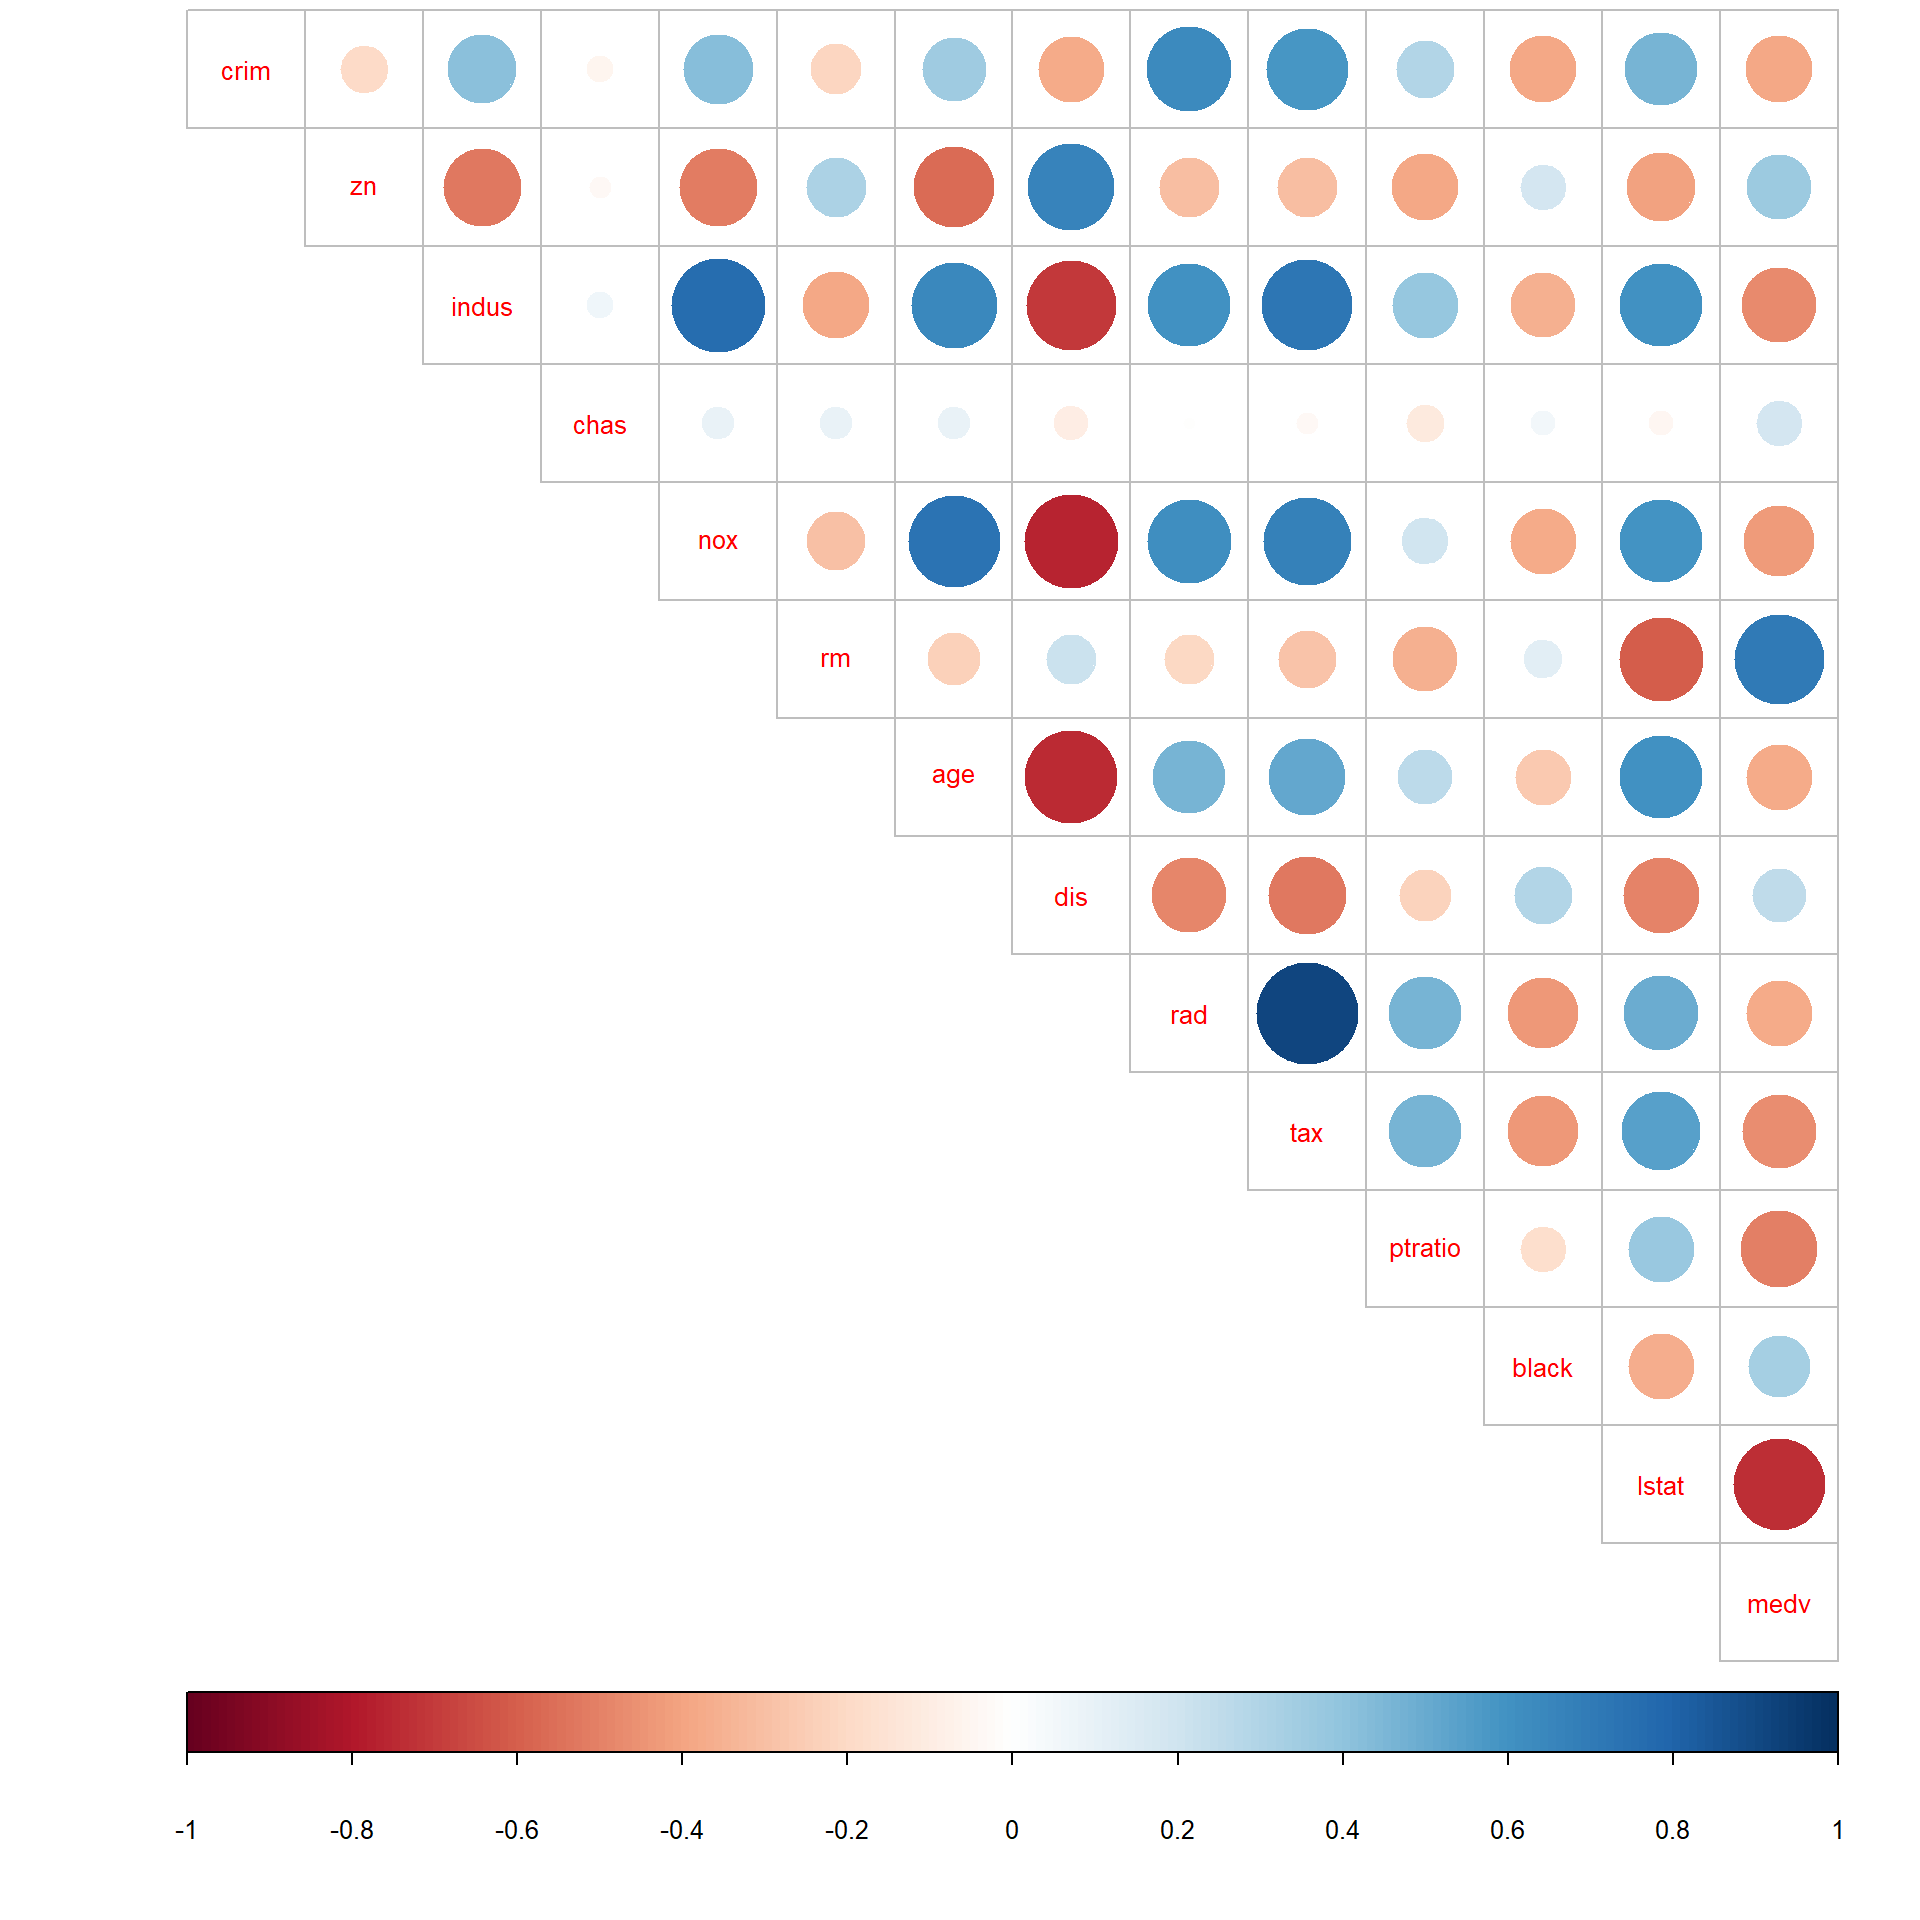 crim
zn
indus
chas
nox
rm
age
dis
rad
tax
ptratio
black
lstat
medv
-1 -0.8 -0.6 -0.4 -0.2 0 0.2 0.4 0.6 0.8 1